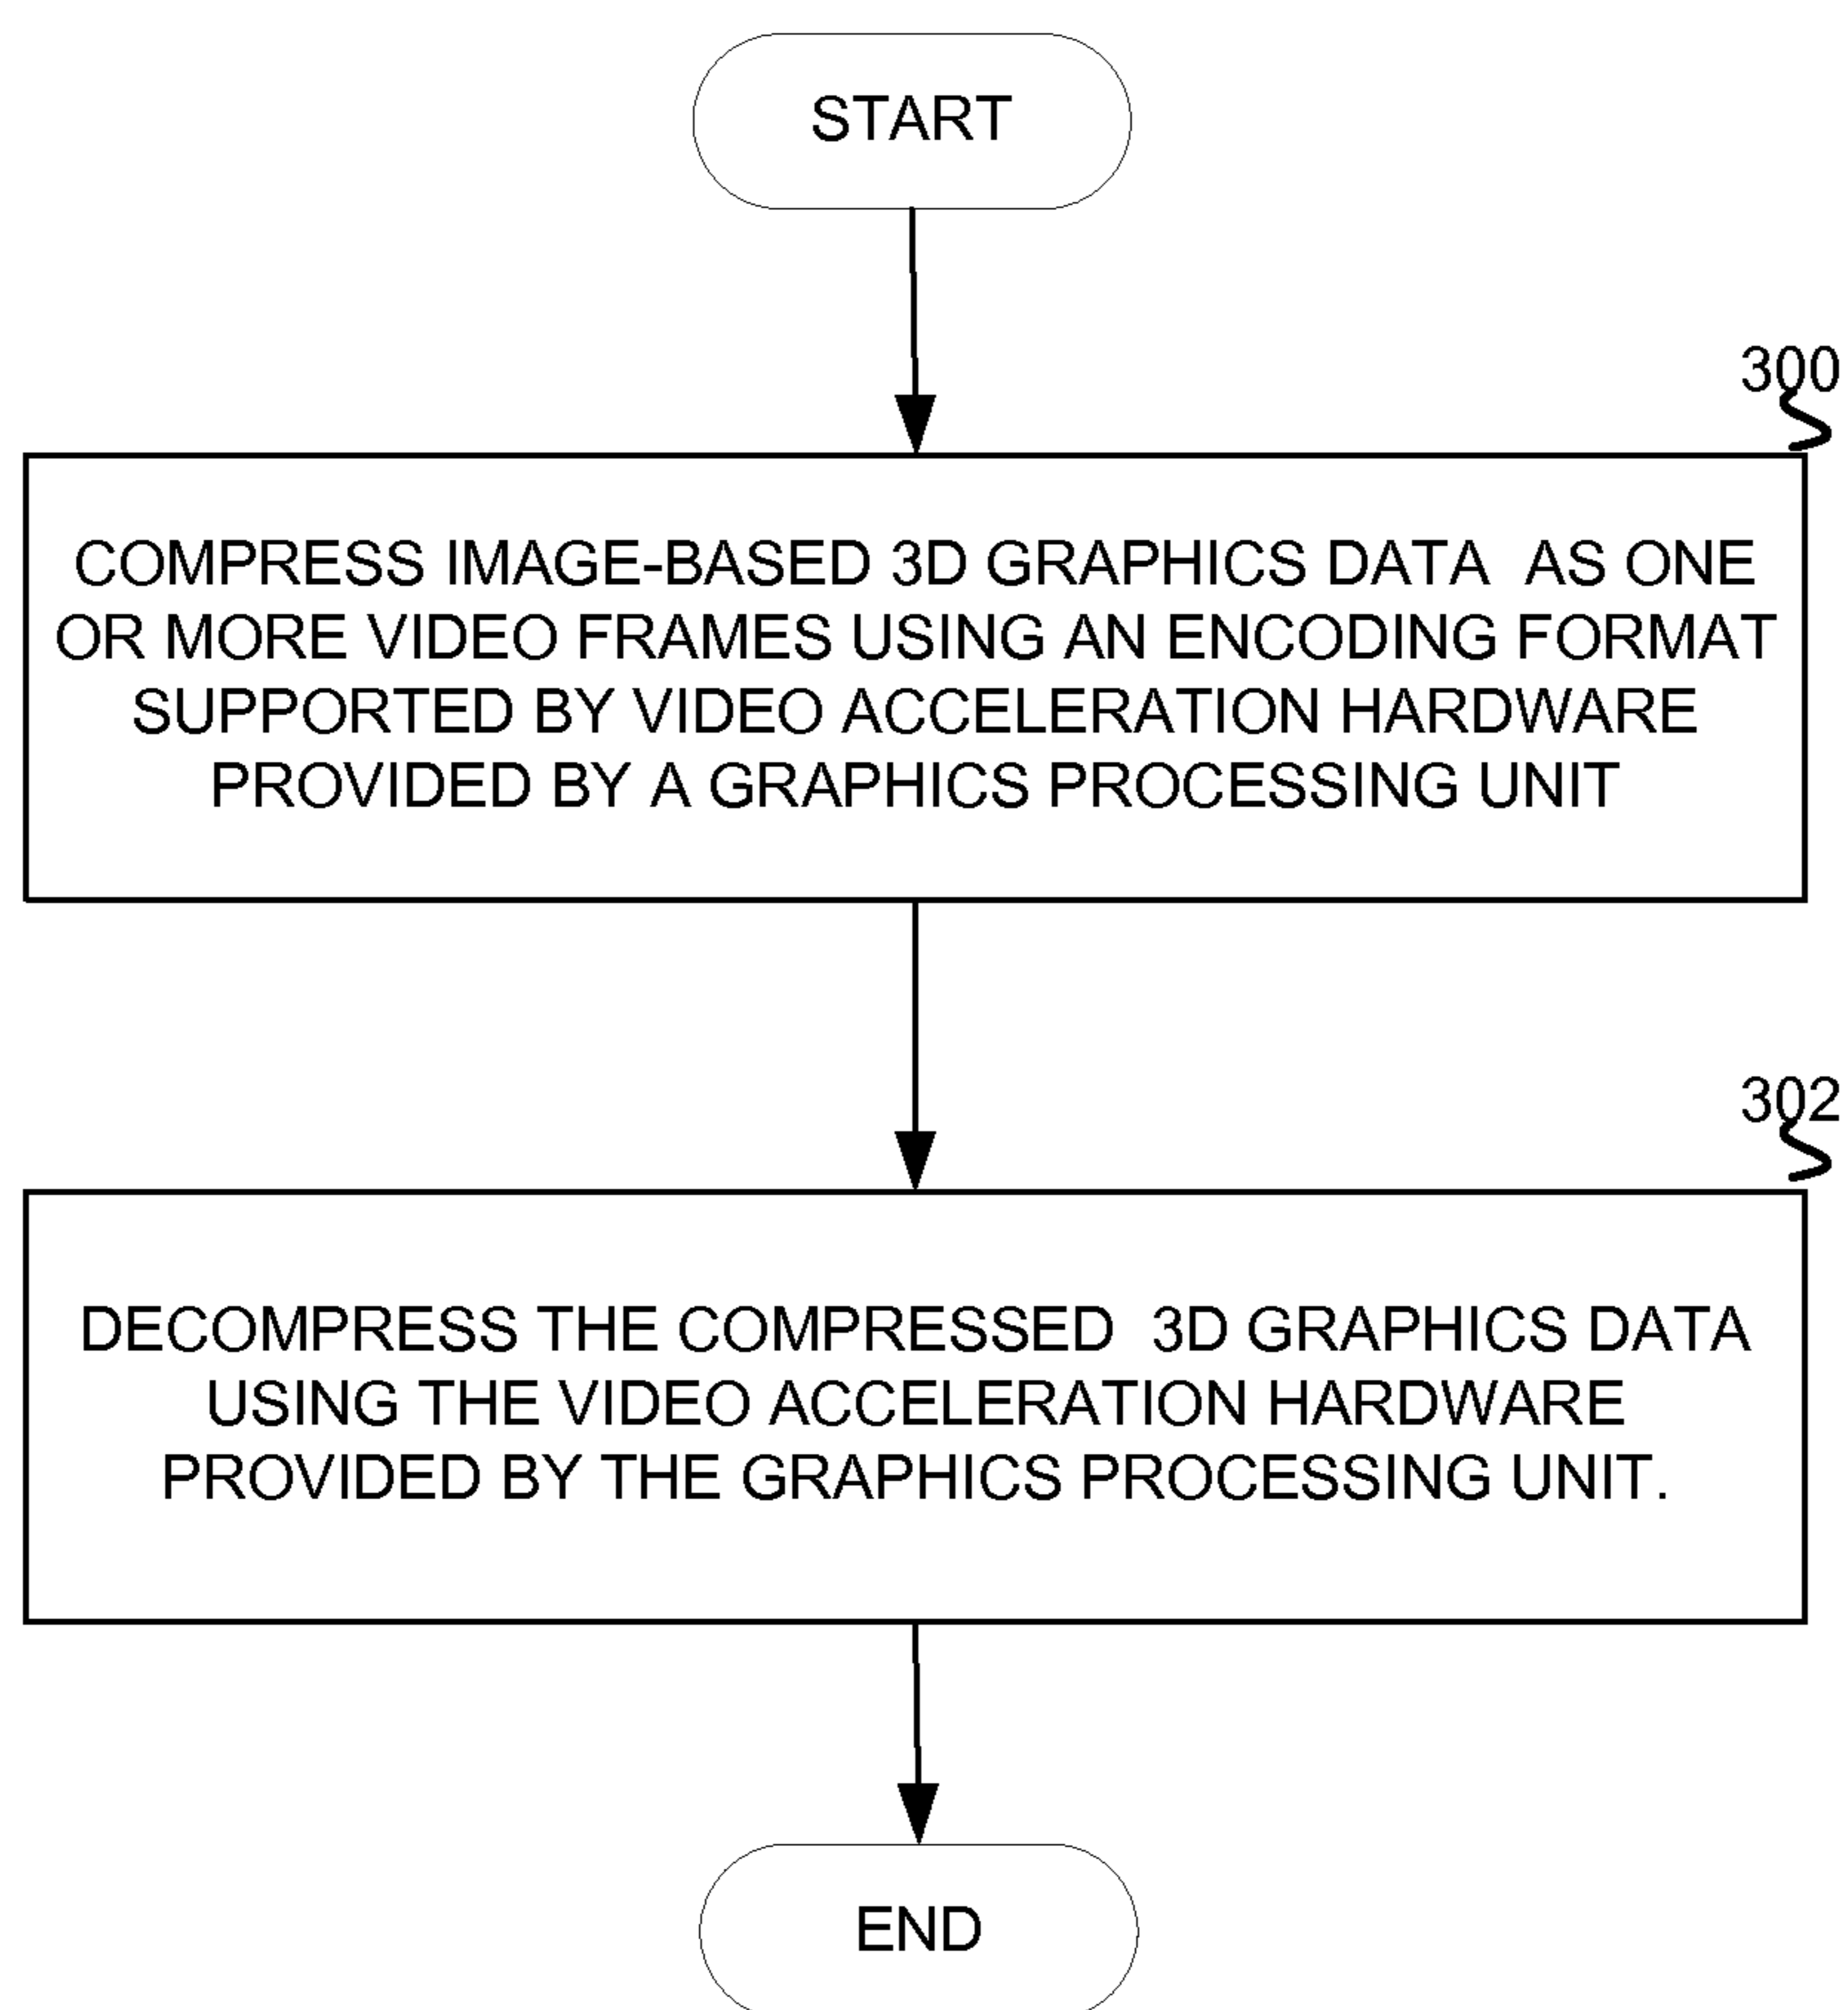 START
300
COMPRESS IMAGE-BASED 3D GRAPHICS DATA AS ONE
OR MORE VIDEO FRAMES USING AN ENCODING FORMAT
SUPPORTED BY VIDEO ACCELERATION HARDWARE
PROVIDED BY A GRAPHICS PROCESSING UNIT
302
DECOMPRESS THE COMPRESSED 3D GRAPHICS DATA
USING THE VIDEO ACCELERATION HARDWARE
PROVIDED BY THE GRAPHICS PROCESSING UNIT.
END